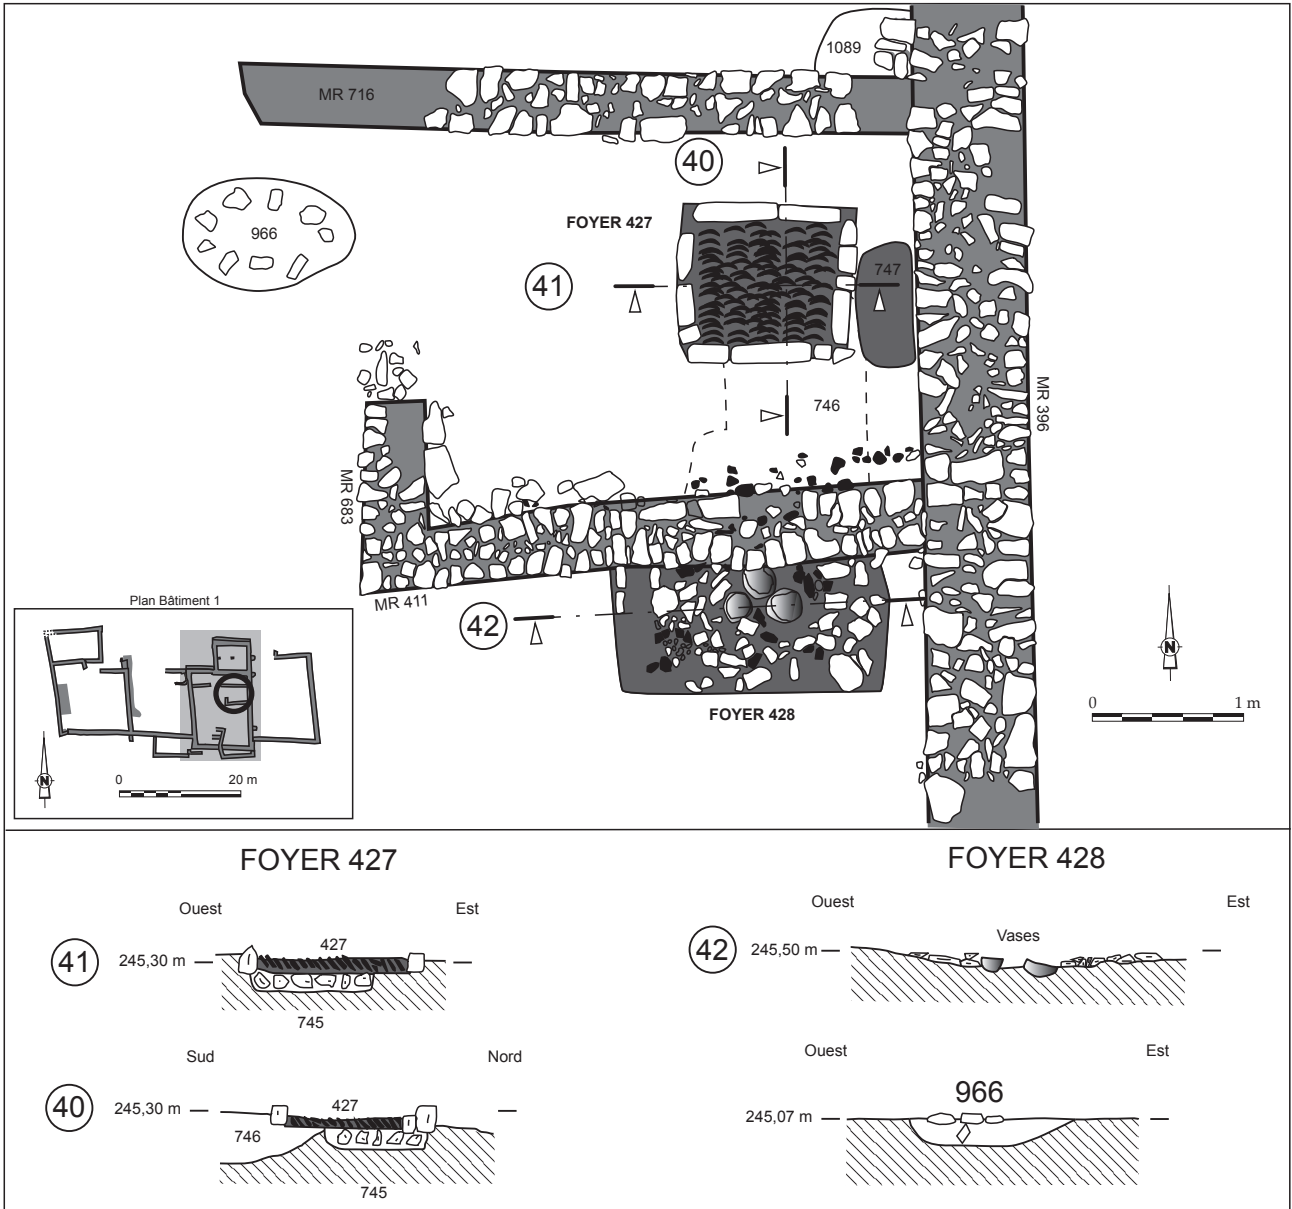 1089
MR 716
40
FOYER 427
966
41
747
746
MR 396
MR 683
MR 411
42
FOYER 428
N
0 1 m
Plan Bâtiment 1
N
0 20 m
FOYER 427
Ouest Est
41 245,30 m 427
745
Sud Nord
40 245,30 m 427
746
745
FOYER 428
Ouest Est
42 245,50 m Vases
Ouest Est
966
245,07 m